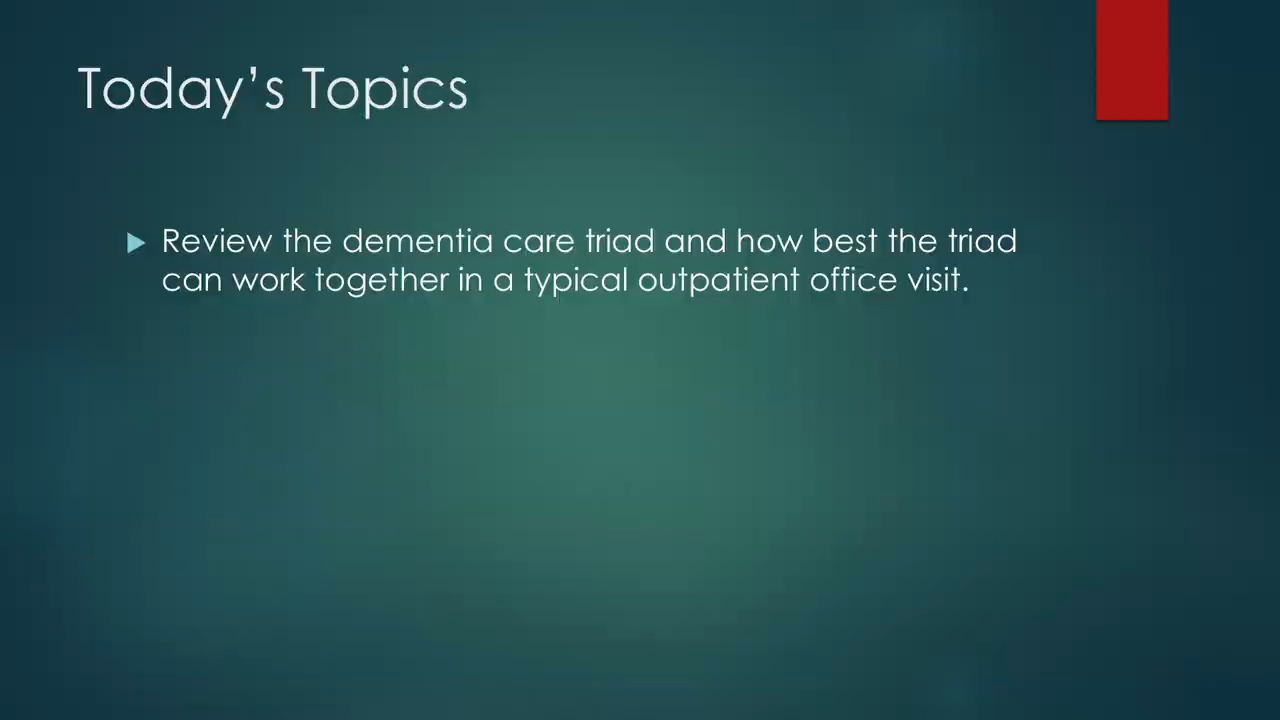 Today’s Topics
Review the dementia care triad and how best the triad
can work together in a typical outpatient office visit.